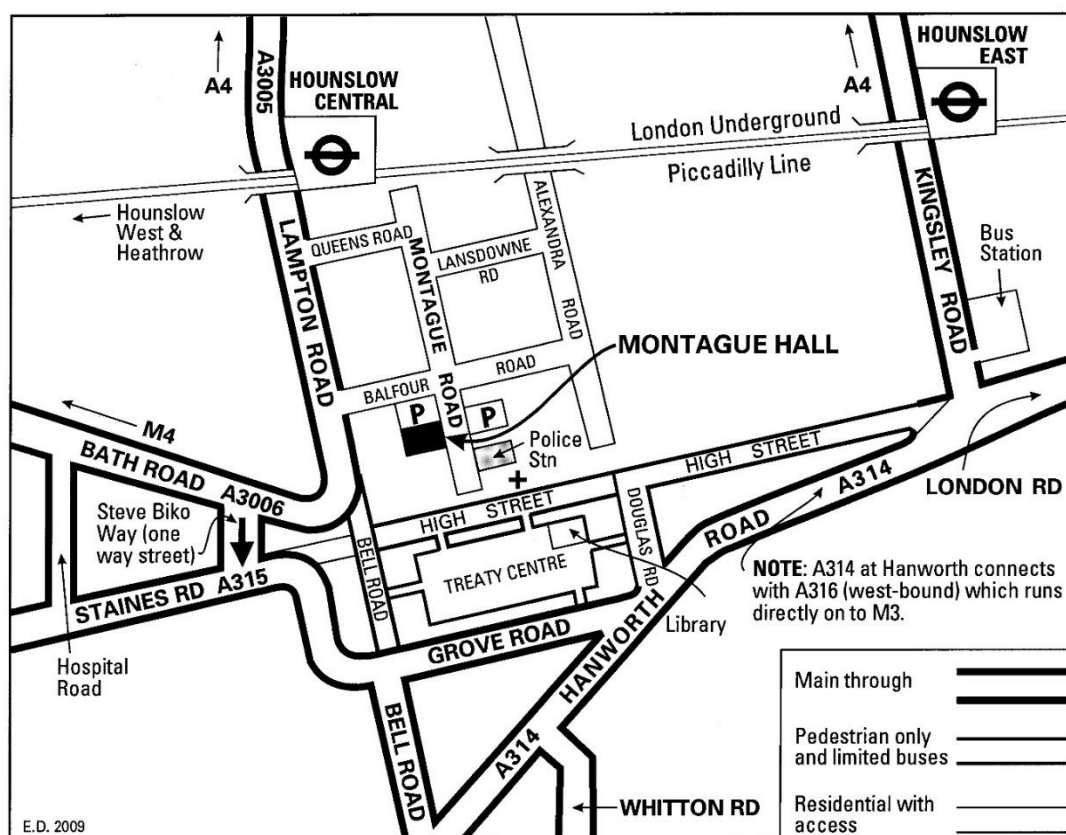 A4
A3005
HOUNSLOW
CENTRAL
A4
HOUNSLOW
EAST
London Underground
Piccadilly Line
Hounslow
West &
Heathrow
LAMPTON ROAD
QUEENS ROAD
MONTAGUE
ROAD
LANSDOWNE
RD
ALEXANDRA
ROAD
KINGSLEY ROAD
Bus
Station
MONTAGUE HALL
BALFOUR
ROAD
P
P
Police
Stn
M4
BATH ROAD A3006
Steve Biko
Way (one
way street)
STAINES RD A315
Hospital
Road
HIGH STREET
HIGH STREET
BELL ROAD
TREATY CENTRE
DOUGLAS RD
Library
GROVE ROAD
HANWORTH
ROAD
A314
LONDON RD
NOTE: A314 at Hanworth connects
with A316 (west-bound) which runs
directly on to M3.
BELL ROAD
A314
WHITTON RD
Main through
Pedestrian only
and limited buses
Residential with
access
E.D. 2009